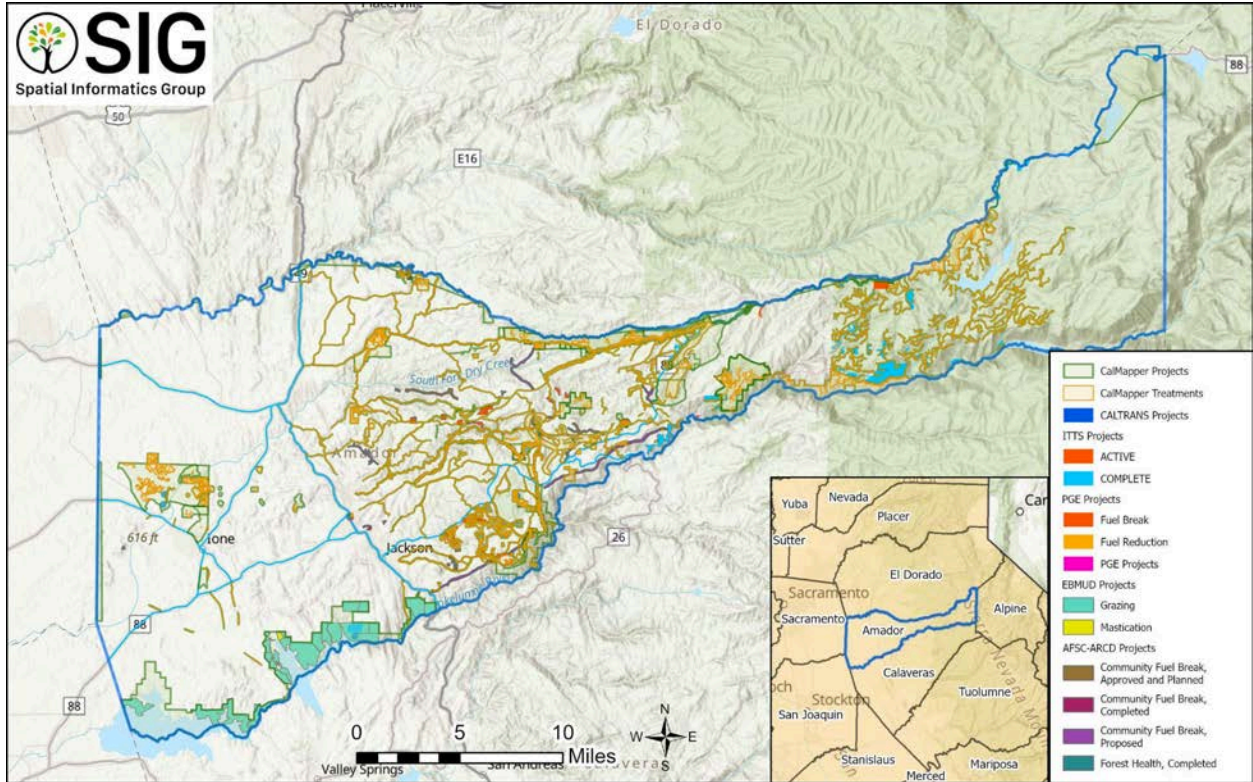 SIG
Spatial Informatics Group
Placerville
El Dorado
88
50
E16
49
South Fork Dry Creek
88
Amador
616 ft
Ione
Jackson
26
88
88
0 5 10
Miles
N
W E
S
Valley Springs
San Andreas
CalMapper Projects
CalMapper Treatments
CALTRANS Projects
ITTS Projects
ACTIVE
COMPLETE
PGE Projects
Fuel Break
Fuel Reduction
PGE Projects
EBMUD Projects
Grazing
Mastication
AFSC-ARCD Projects
Community Fuel Break,
Approved and Planned
Community Fuel Break,
Completed
Community Fuel Break,
Proposed
Forest Health, Completed
Yuba
Nevada
Placer
Sutter
El Dorado
Sacramento
Sacramento
Amador
Alpine
Calaveras
Stockton
Tuolumne
San Joaquin
Stanislaus
Merced
Mariposa